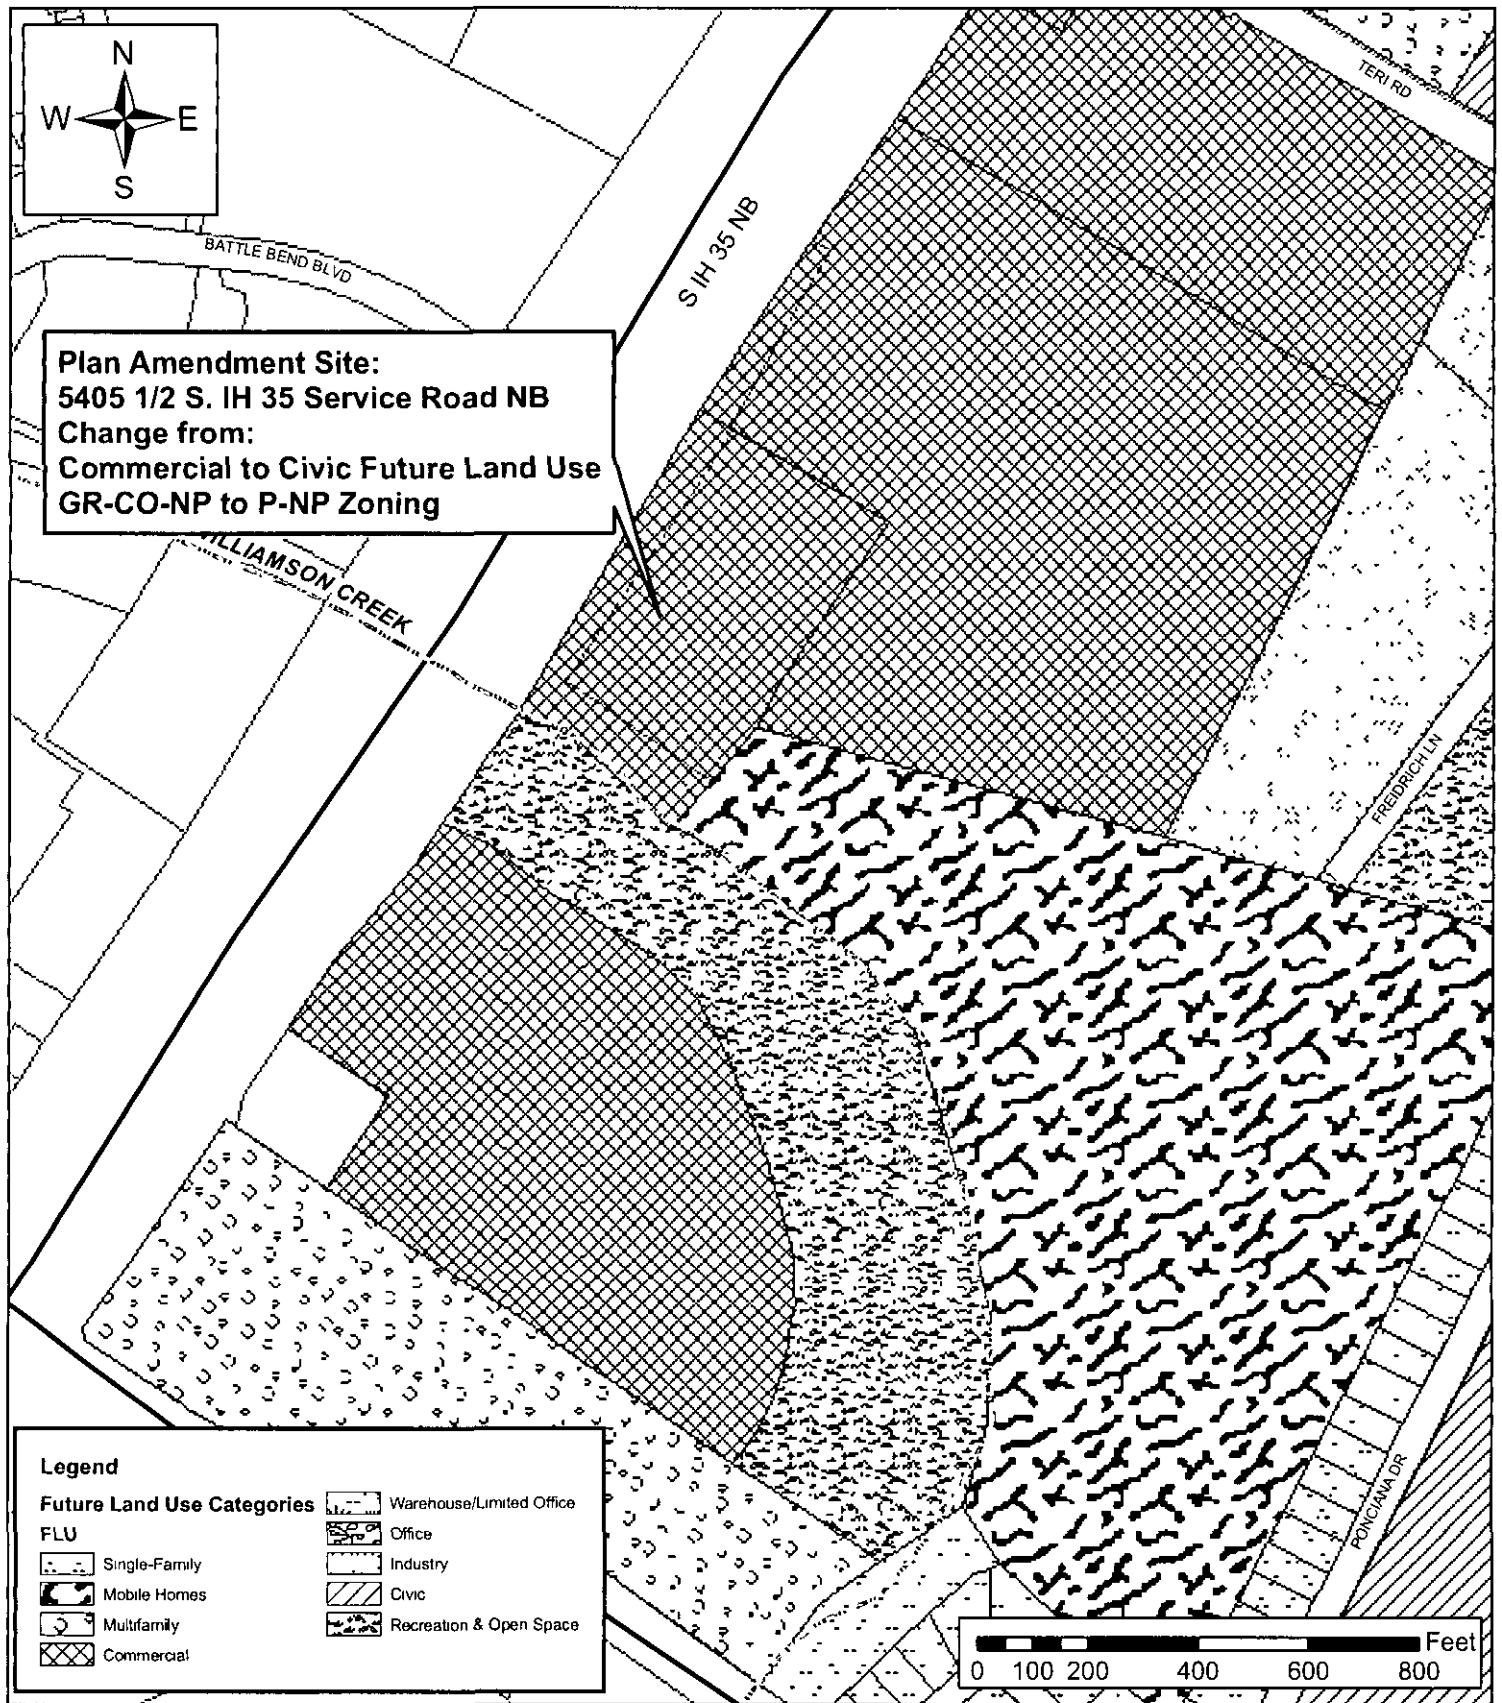 N
W E
S
TERI RD
BATTLE BEND BLVD
S IH 35 NB
Plan Amendment Site:
5405 1/2 S. IH 35 Service Road NB
Change from:
Commercial to Civic Future Land Use
GR-CO-NP to P-NP Zoning
WILLIAMSON CREEK
FREIDRICH LN
PONCIANA DR
Legend
Future Land Use Categories
FLU
Single-Family
Mobile Homes
Multifamily
Commercial
Warehouse/Limited Office
Office
Industry
Civic
Recreation & Open Space
Feet
0 100 200 400 600 800